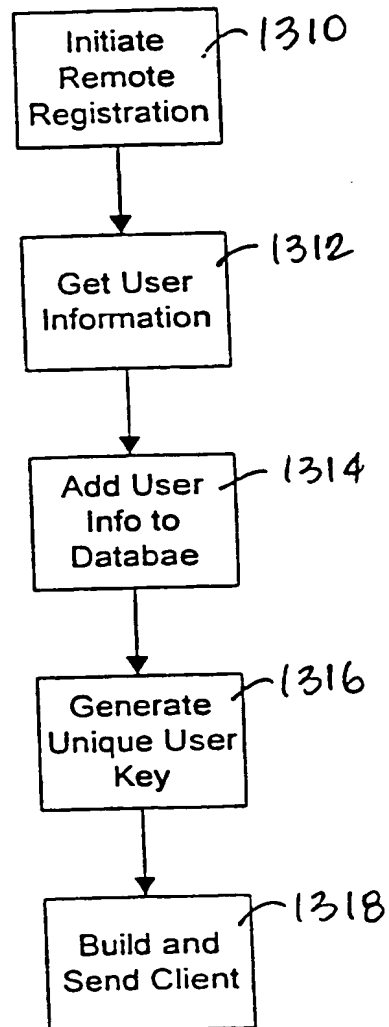 Initiate
Remote
Registration
1310
Get User
Information
1312
Add User
Info to
Databae
1314
Generate
Unique User
Key
1316
Build and
Send Client
1318